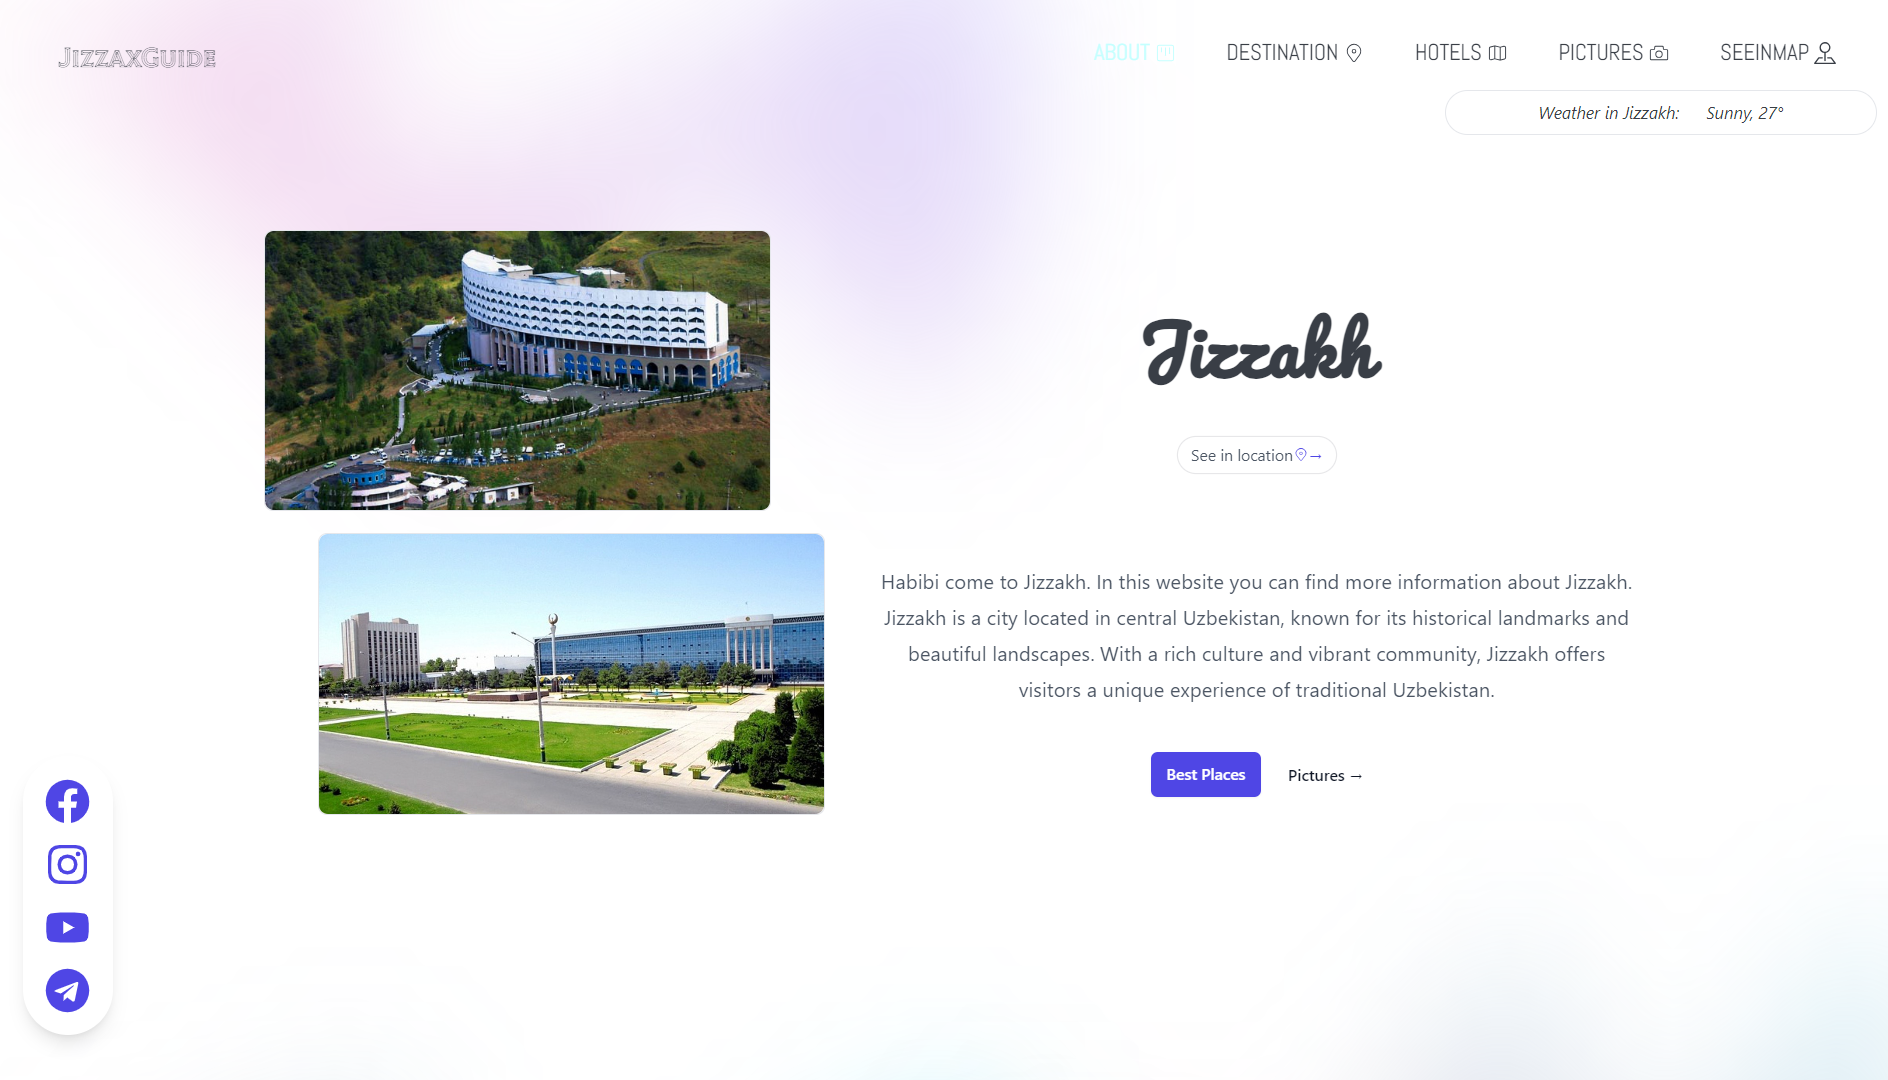 JizzaxGuide
ABOUT DESTINATION HOTELS PICTURES SEEINMAP
Weather in Jizzakh: Sunny, 27°
Jizzakh
See in location→
Habibi come to Jizzakh. In this website you can find more information about Jizzakh.
Jizzakh is a city located in central Uzbekistan, known for its historical landmarks and
beautiful landscapes. With a rich culture and vibrant community, Jizzakh offers
visitors a unique experience of traditional Uzbekistan.
Best Places Pictures →